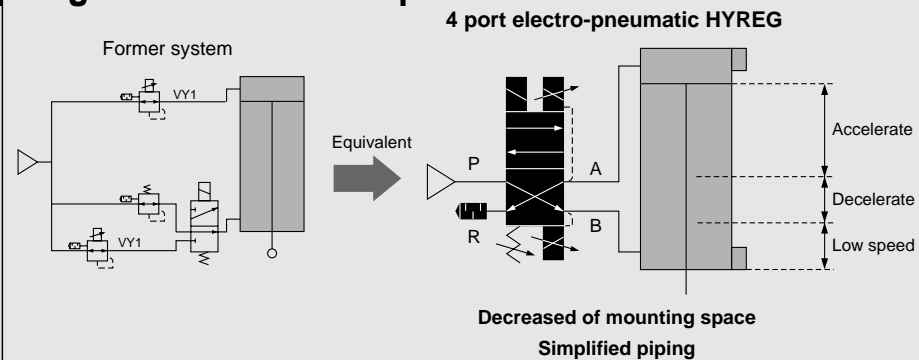 4 port electro-pneumatic HYREG
Former system
VY1
VY1
Equivalent
P
R
A
B
Accelerate
Decelerate
Low speed
Decreased of mounting space
Simplified piping